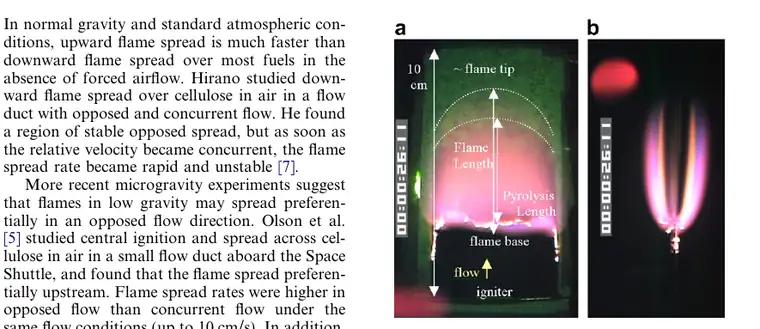 In normal gravity and standard atmospheric con-
ditions, upward flame spread is much faster than
downward flame spread over most fuels in the
absence of forced airflow. Hirano studied down-
ward flame spread over cellulose in air in a flow
duct with opposed and concurrent flow. He found
a region of stable opposed spread, but as soon as
the relative velocity became concurrent, the flame
spread rate became rapid and unstable [7].
More recent microgravity experiments suggest
that flames in low gravity may spread preferen-
tially in an opposed flow direction. Olson et al.
[5] studied central ignition and spread across cel-
lulose in air in a small flow duct aboard the Space
Shuttle, and found that the flame spread preferen-
tially upstream. Flame spread rates were higher in
opposed flow than concurrent flow under the
same flow conditions (up to 10 cm/s). In addition,
a
10
cm
~ flame tip
Flame
Length
Pyrolysis
Length
flame base
flow
igniter
00:00:26:11
b
00:00:26:11